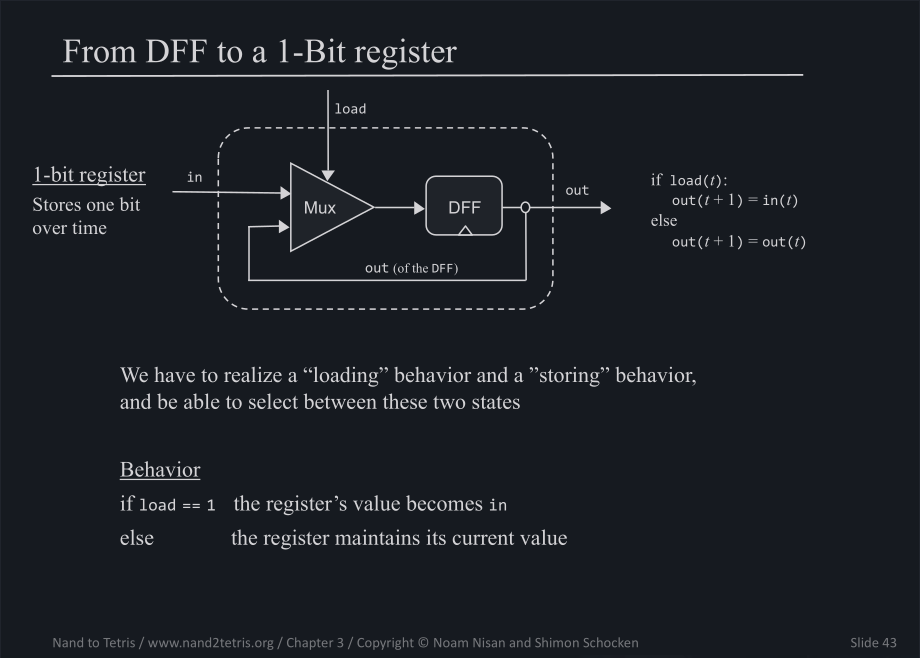 From DFF to a 1-Bit register
load
1-bit register
Stores one bit
over time
in
Mux
DFF
out
out (of the DFF)
if load(t):
out(t + 1) = in(t)
else
out(t + 1) = out(t)
We have to realize a “loading” behavior and a ”storing” behavior,
and be able to select between these two states
Behavior
if load == 1 the register’s value becomes in
else the register maintains its current value
Nand to Tetris / www.nand2tetris.org / Chapter 3 / Copyright © Noam Nisan and Shimon Schocken Slide 43